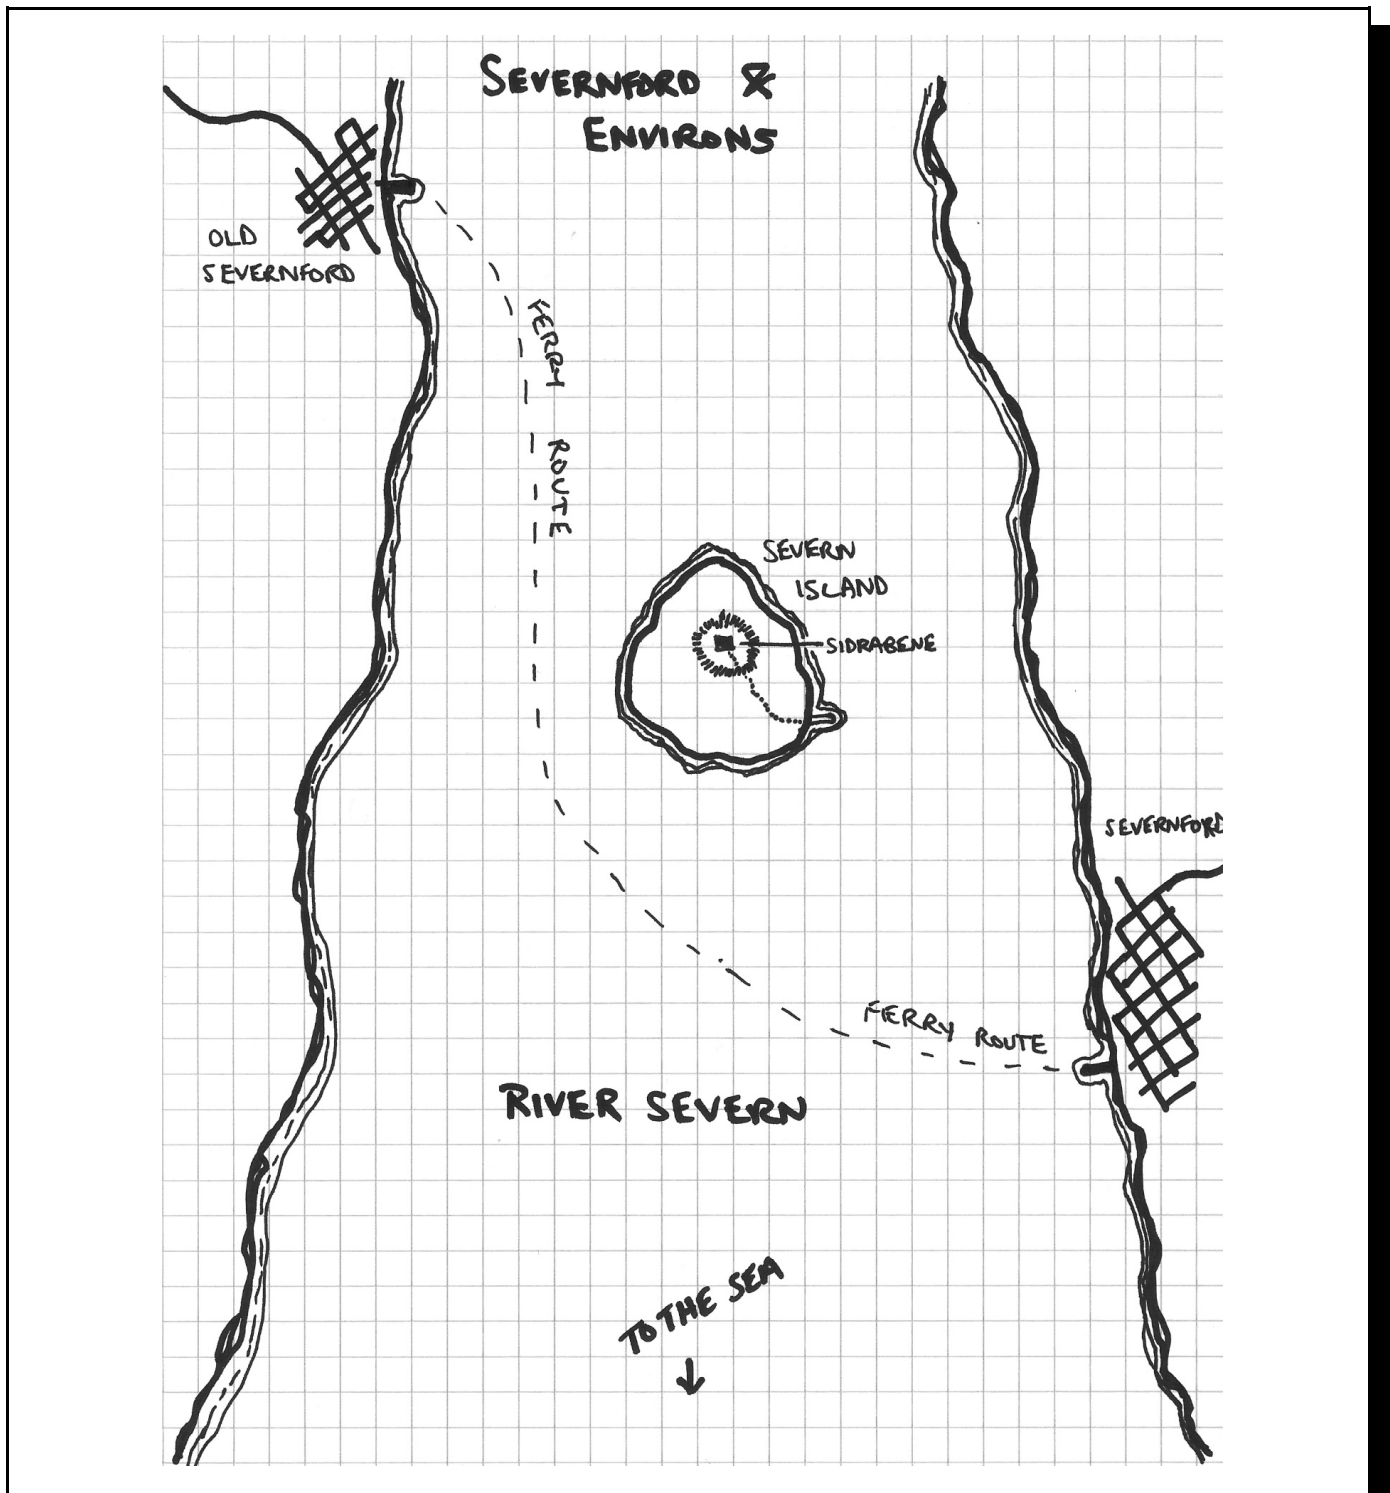 SEVERNFORD &
ENVIRONS
OLD
SEVERNFORD
FERRY ROUTE
SEVERN
ISLAND
SIDRABENE
SEVERNFORD
FERRY ROUTE
RIVER SEVERN
TO THE SEA